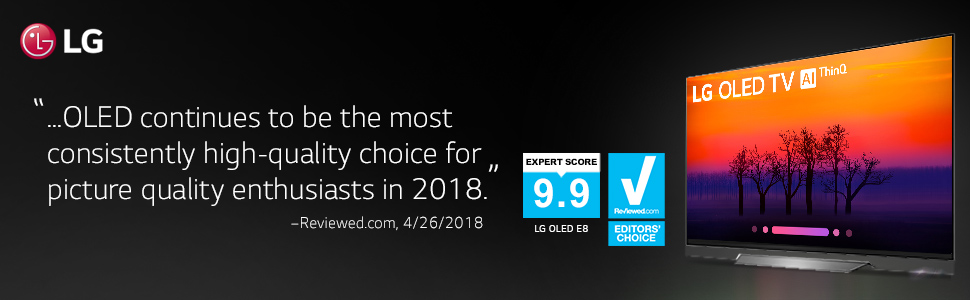 LG
“...OLED continues to be the most
consistently high-quality choice for
picture quality enthusiasts in 2018.”
–Reviewed.com, 4/26/2018
EXPERT SCORE
9.9
LG OLED E8
Reviewed.com
EDITORS'
CHOICE
LG OLED TV AI ThinQ